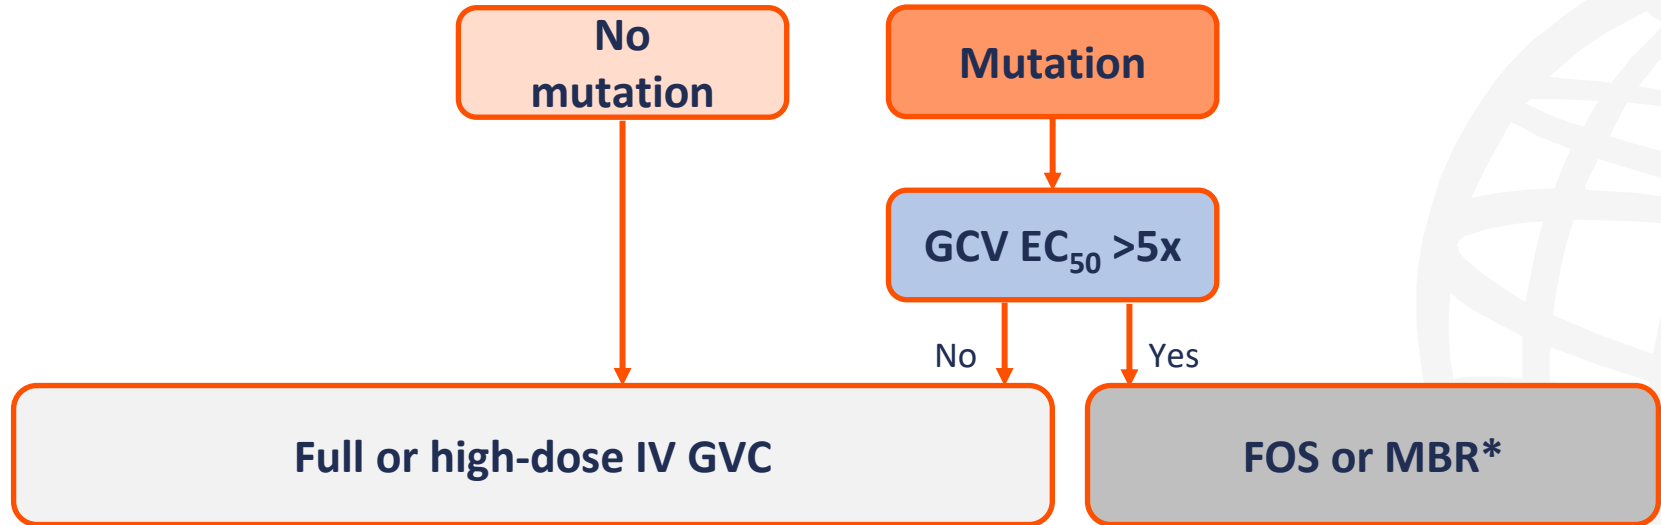 No
mutation
Mutation
GCV EC₅₀ >5x
No
Yes
Full or high-dose IV GVC
FOS or MBR*